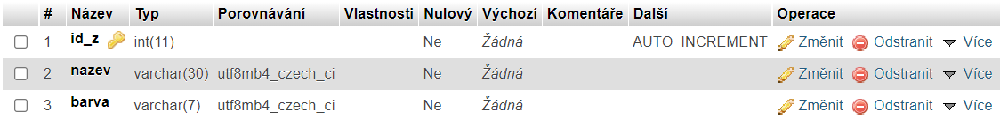 # Název Typ Porovnávání Vlastnosti Nulový Výchozí Komentáře Další Operace
1 id_z int(11) Ne Žádná AUTO_INCREMENT Změnit Odstranit Více
2 nazev varchar(30) utf8mb4_czech_ci Ne Žádná Změnit Odstranit Více
3 barva varchar(7) utf8mb4_czech_ci Ne Žádná Změnit Odstranit Více